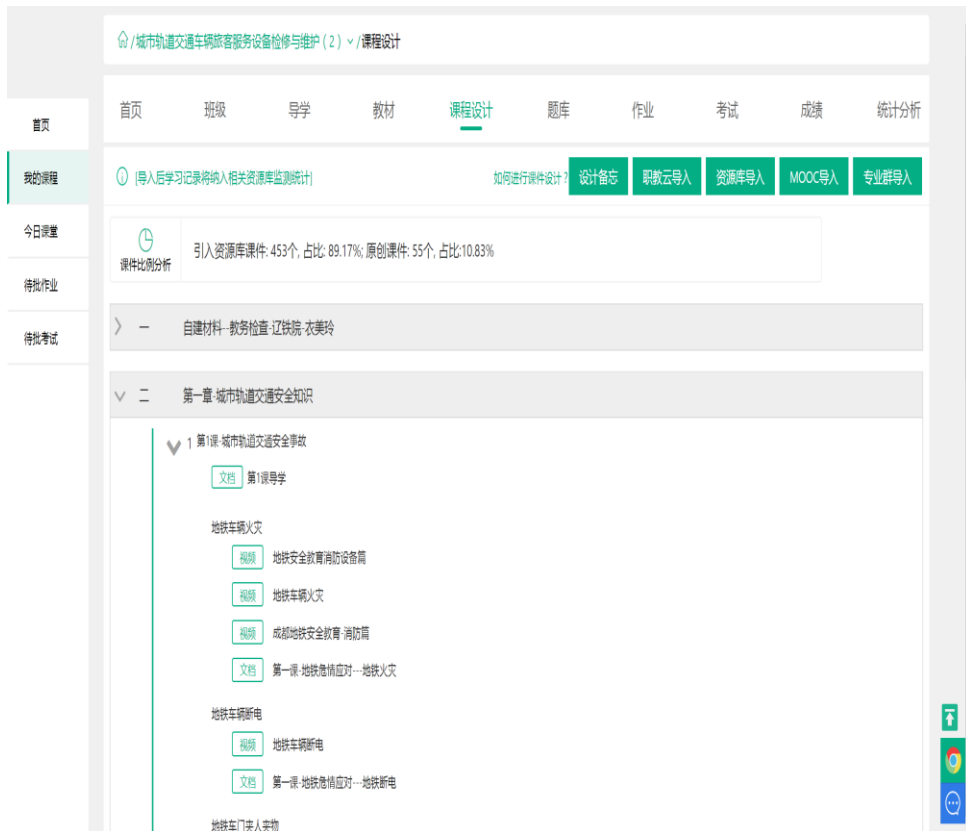 /城市轨道交通车辆旅客服务设备检修与维护（2）/课程设计
首页 班级 导学 教材 课程设计 题库 作业 考试 成绩 统计分析
首页
我的课程
今日课堂
待批作业
待批考试
[导入后学习记录将纳入相关资源库监测统计] 如何进行课件设计? 设计备忘 职教云导入 资源库导入 MOOC导入 专业群导入
课件比例分析
引入资源库课件: 453个, 占比: 89.17%; 原创课件: 55个, 占比:10.83%
一 自建材料--教务检查-辽铁院-衣美玲
二 第一章-城市轨道交通安全知识
1 第1课-城市轨道交通安全事故
文档 第1课导学
地铁车辆火灾
视频 地铁安全教育消防设备篇
视频 地铁车辆火灾
视频 成都地铁安全教育-消防篇
文档 第一课-地铁危情应对---地铁火灾
地铁车辆断电
视频 地铁车辆断电
文档 第一课-地铁危情应对---地铁断电
地铁车门夹人夹物